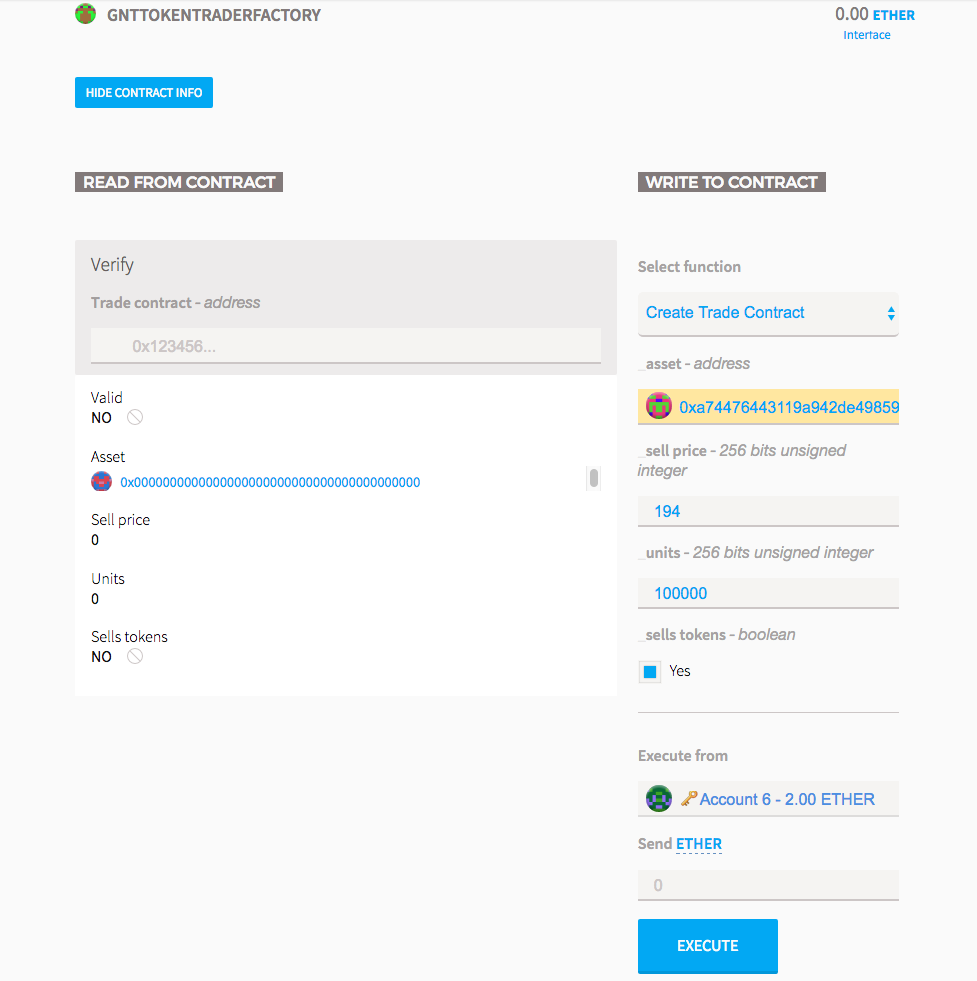 GNTTOKENTRADERFACTORY
0.00 ETHER
Interface
HIDE CONTRACT INFO
READ FROM CONTRACT
Verify
Trade contract - address
0x123456...
Valid
NO
Asset
0x0000000000000000000000000000000000000000
Sell price
0
Units
0
Sells tokens
NO
WRITE TO CONTRACT
Select function
Create Trade Contract
_asset - address
0xa74476443119a942de49859
_sell price - 256 bits unsigned
integer
194
_units - 256 bits unsigned integer
100000
_sells tokens - boolean
Yes
Execute from
Account 6 - 2.00 ETHER
Send ETHER
0
EXECUTE